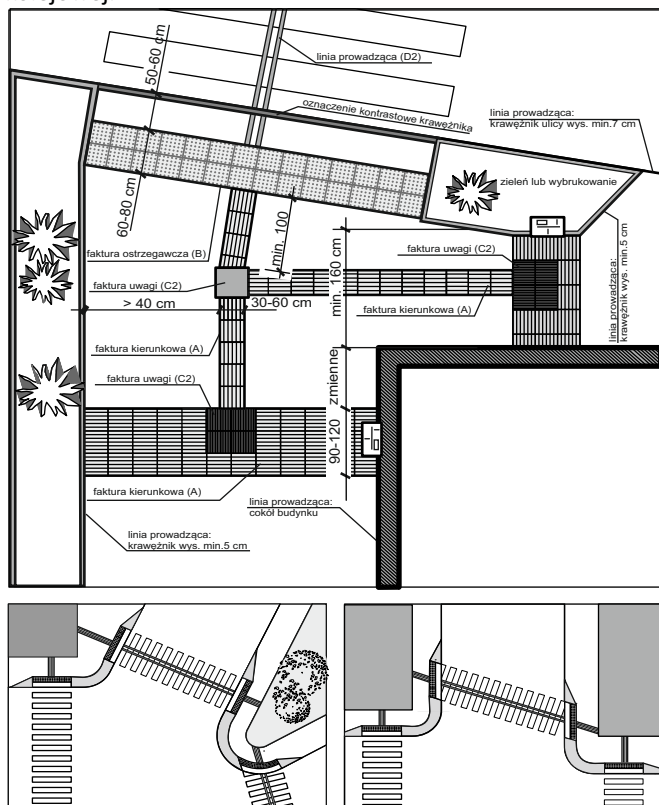 linia prowadząca (D2)
50-60 cm
oznaczenie kontrastowe krawężnika
linia prowadząca:
krawężnik ulicy wys. min.7 cm
zieleń lub wybrukowanie
60-80 cm
min. 100
faktura ostrzegawcza (B)
faktura uwagi (C2)
min. 160 cm
linia prowadząca:
krawężnik wys. min.5 cm
faktura uwagi (C2)
> 40 cm
30-60 cm
faktura kierunkowa (A)
faktura kierunkowa (A)
zmienne
faktura uwagi (C2)
90-120
faktura kierunkowa (A)
linia prowadząca:
cokół budynku
linia prowadząca:
krawężnik wys. min.5 cm